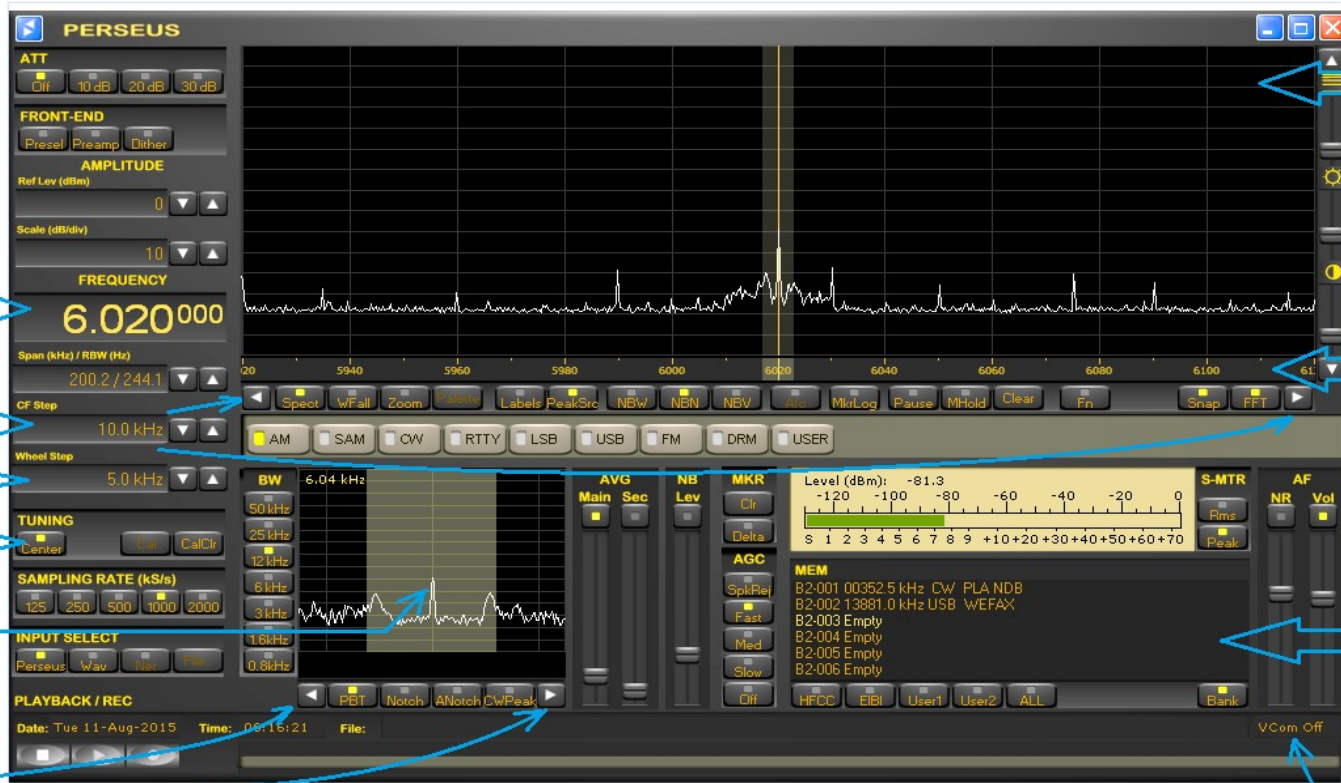 PERSEUS
ATT
Off 10 dB 20 dB 30 dB
FRONT-END
Presel Preamp Dither
AMPLITUDE
Ref Lev (dBm)
0
Scale (dB/div)
10
FREQUENCY
6.020000
Span (kHz) / RBW (Hz)
200.2 / 244.1
CF Step
10.0 kHz
Wheel Step
5.0 kHz
TUNING
Center Cal CalClr
SAMPLING RATE (kS/s)
125 250 500 1000 2000
INPUT SELECT
Perseus Wav Net File..
PLAYBACK / REC
20 5940 5960 5980 6000 6020 6040 6060 6080 6100
Spect WFall Zoom Palette Labels PeakSrc NBW NBN NBV MkrLog Pause MHold Clear Fn Snap FFT
AM SAM CW RTTY LSB USB FM DRM USER
BW
50 kHz
25 kHz
12 kHz
6 kHz
3 kHz
1.6kHz
0.8kHz
6.04 kHz
PBT Notch ANotch CWPeak
AVG
Main Sec
NB
Lev
MKR
Clr
Delta
AGC
SpkRej
Fast
Med
Slow
Off
Level (dBm): -81.3
-120 -100 -80 -60 -40 -20 0
S 1 2 3 4 5 6 7 8 9 +10+20+30+40+50+60+70
S-MTR
Rms
Peak
AF
NR Vol
MEM
B2-001 00352.5 kHz CW PLA NDB
B2-002 13881.0 kHz USB WEFAX
B2-003 Empty
B2-004 Empty
B2-005 Empty
B2-006 Empty
HFCC EIBI User1 User2 ALL Bank
Date: Tue 11-Aug-2015 Time: File:
VCom Off